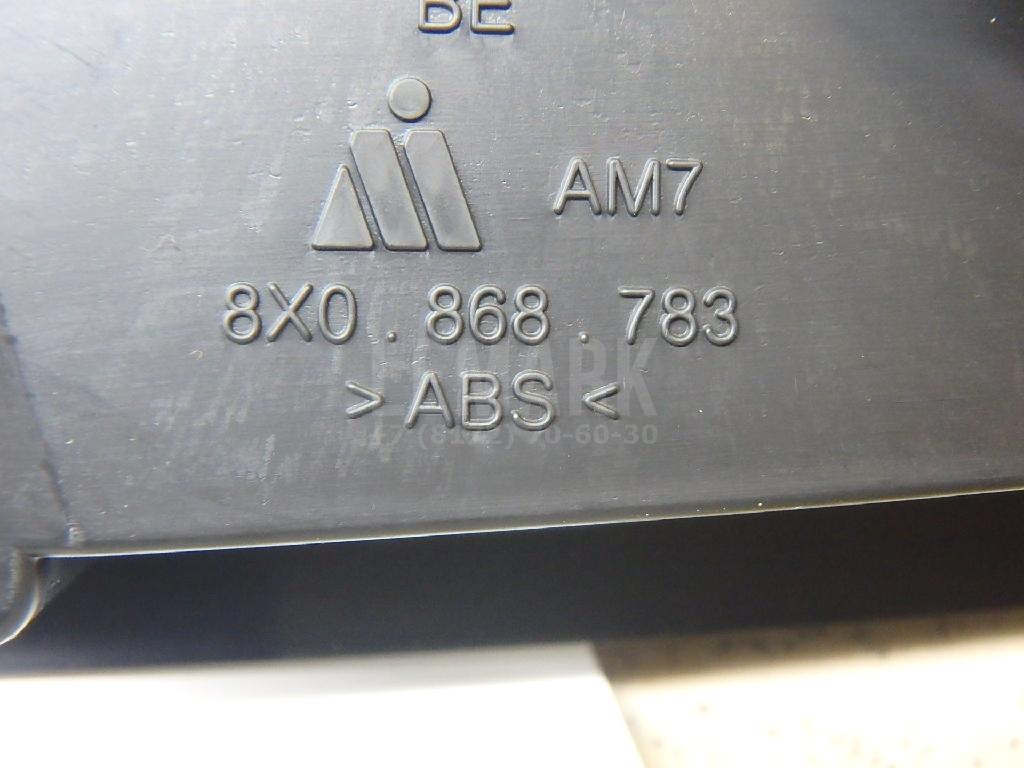 BE
AM7
8X0 . 868 . 783
> ABS <